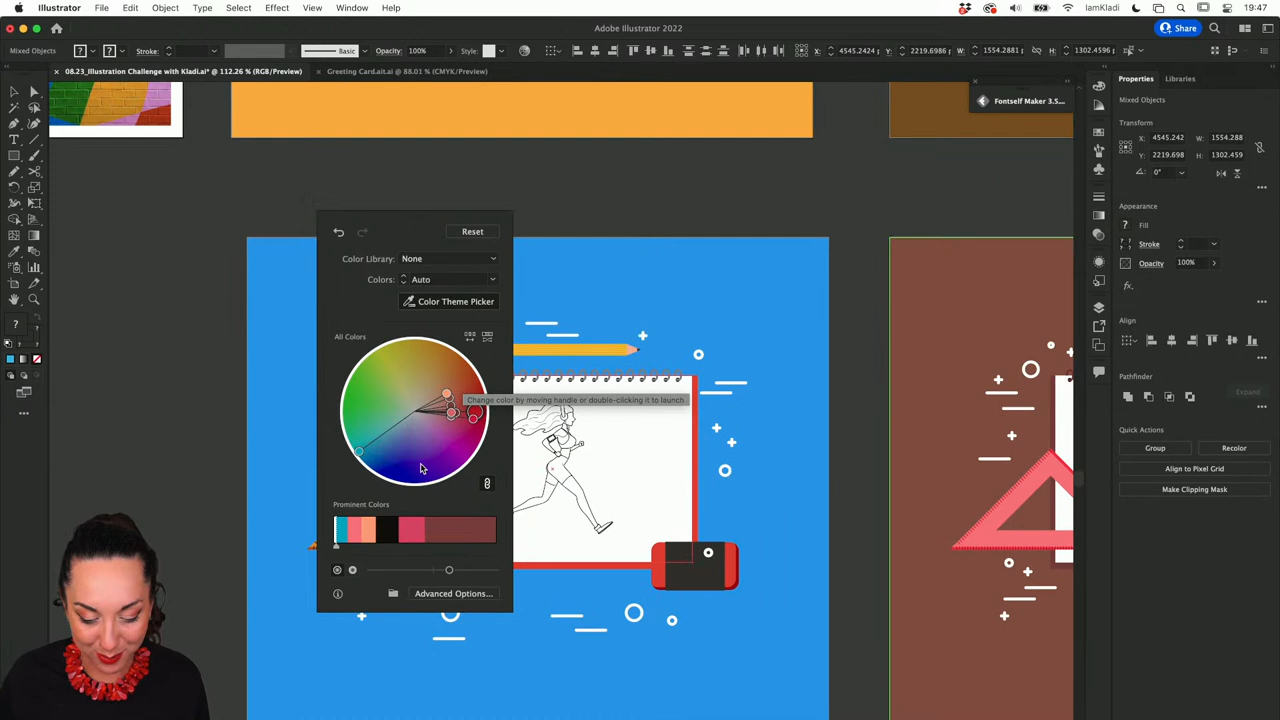 Illustrator File Edit Object Type Select Effect View Window Help IamKladi 19:47
Adobe Illustrator 2022 Share
Mixed Objects ? ? Stroke: Basic Opacity: 100% Style: X: 4545.2424 p Y: 2219.6986 p W: 1554.2881 H: 1302.4596 p
× 08.23_Illustration Challenge with Kladi.ai* @ 112.26 % (RGB/Preview) × Greeting Card.ait.ai @ 88.01 % (CMYK/Preview)
Properties Libraries
Fontself Maker 3.5...
Mixed Objects
Transform
X: 4545.242 W: 1554.288
Y: 2219.698 H: 1302.459
0°
Appearance
? Fill
Stroke
Opacity 100%
fx.
Align
Pathfinder
Expand
Quick Actions
Group Recolor
Align to Pixel Grid
Make Clipping Mask
Reset
Color Library: None
Colors: Auto
Color Theme Picker
All Colors
Change color by moving handle or double-clicking it to launch
Prominent Colors
Advanced Options...
?